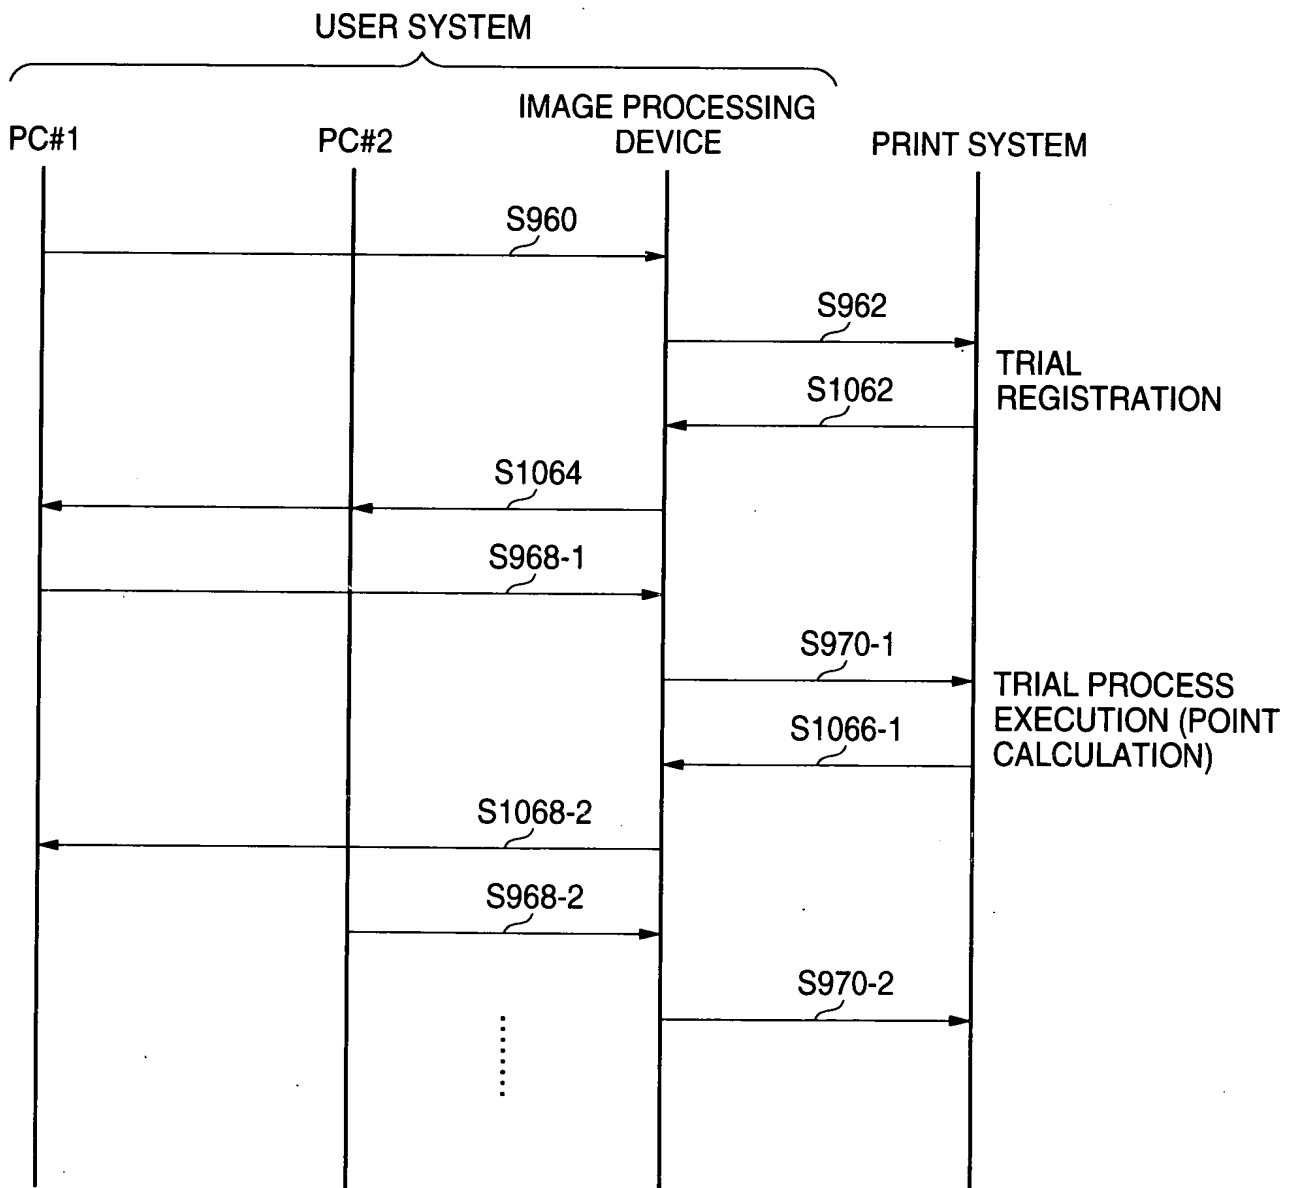 USER SYSTEM
PC#1
PC#2
IMAGE PROCESSING
DEVICE
PRINT SYSTEM
S960
S962
TRIAL
REGISTRATION
S1062
S1064
S968-1
S970-1
TRIAL PROCESS
EXECUTION (POINT
CALCULATION)
S1066-1
S1068-2
S968-2
S970-2